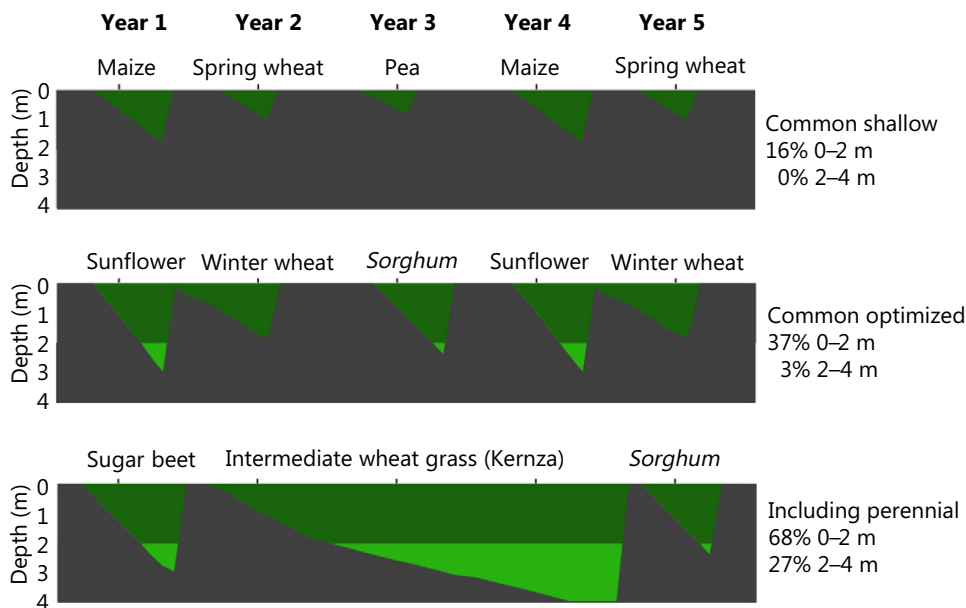 Year 1 Year 2 Year 3 Year 4 Year 5
Maize Spring wheat Pea Maize Spring wheat
Depth (m)
0
1
2
3
4
Common shallow
16% 0–2 m
0% 2–4 m
Sunflower Winter wheat Sorghum Sunflower Winter wheat
Depth (m)
0
1
2
3
4
Common optimized
37% 0–2 m
3% 2–4 m
Sugar beet Intermediate wheat grass (Kernza) Sorghum
Depth (m)
0
1
2
3
4
Including perennial
68% 0–2 m
27% 2–4 m